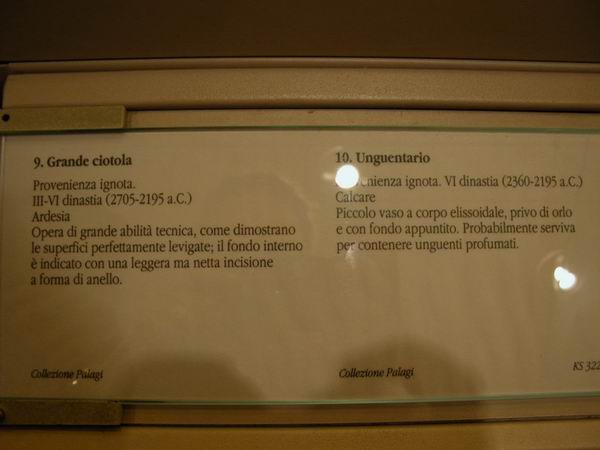 9. Grande ciotola
Provenienza ignota.
III-VI dinastia (2705-2195 a.C.)
Ardesia
Opera di grande abilità tecnica, come dimostrano
le superfici perfettamente levigate; il fondo interno
è indicato con una leggera ma netta incisione
a forma di anello.
Collezione Palagi
10. Unguentario
Provenienza ignota. VI dinastia (2360-2195 a.C.)
Calcare
Piccolo vaso a corpo elissoidale, privo di orlo
e con fondo appuntito. Probabilmente serviva
per contenere unguenti profumati.
Collezione Palagi
KS 322